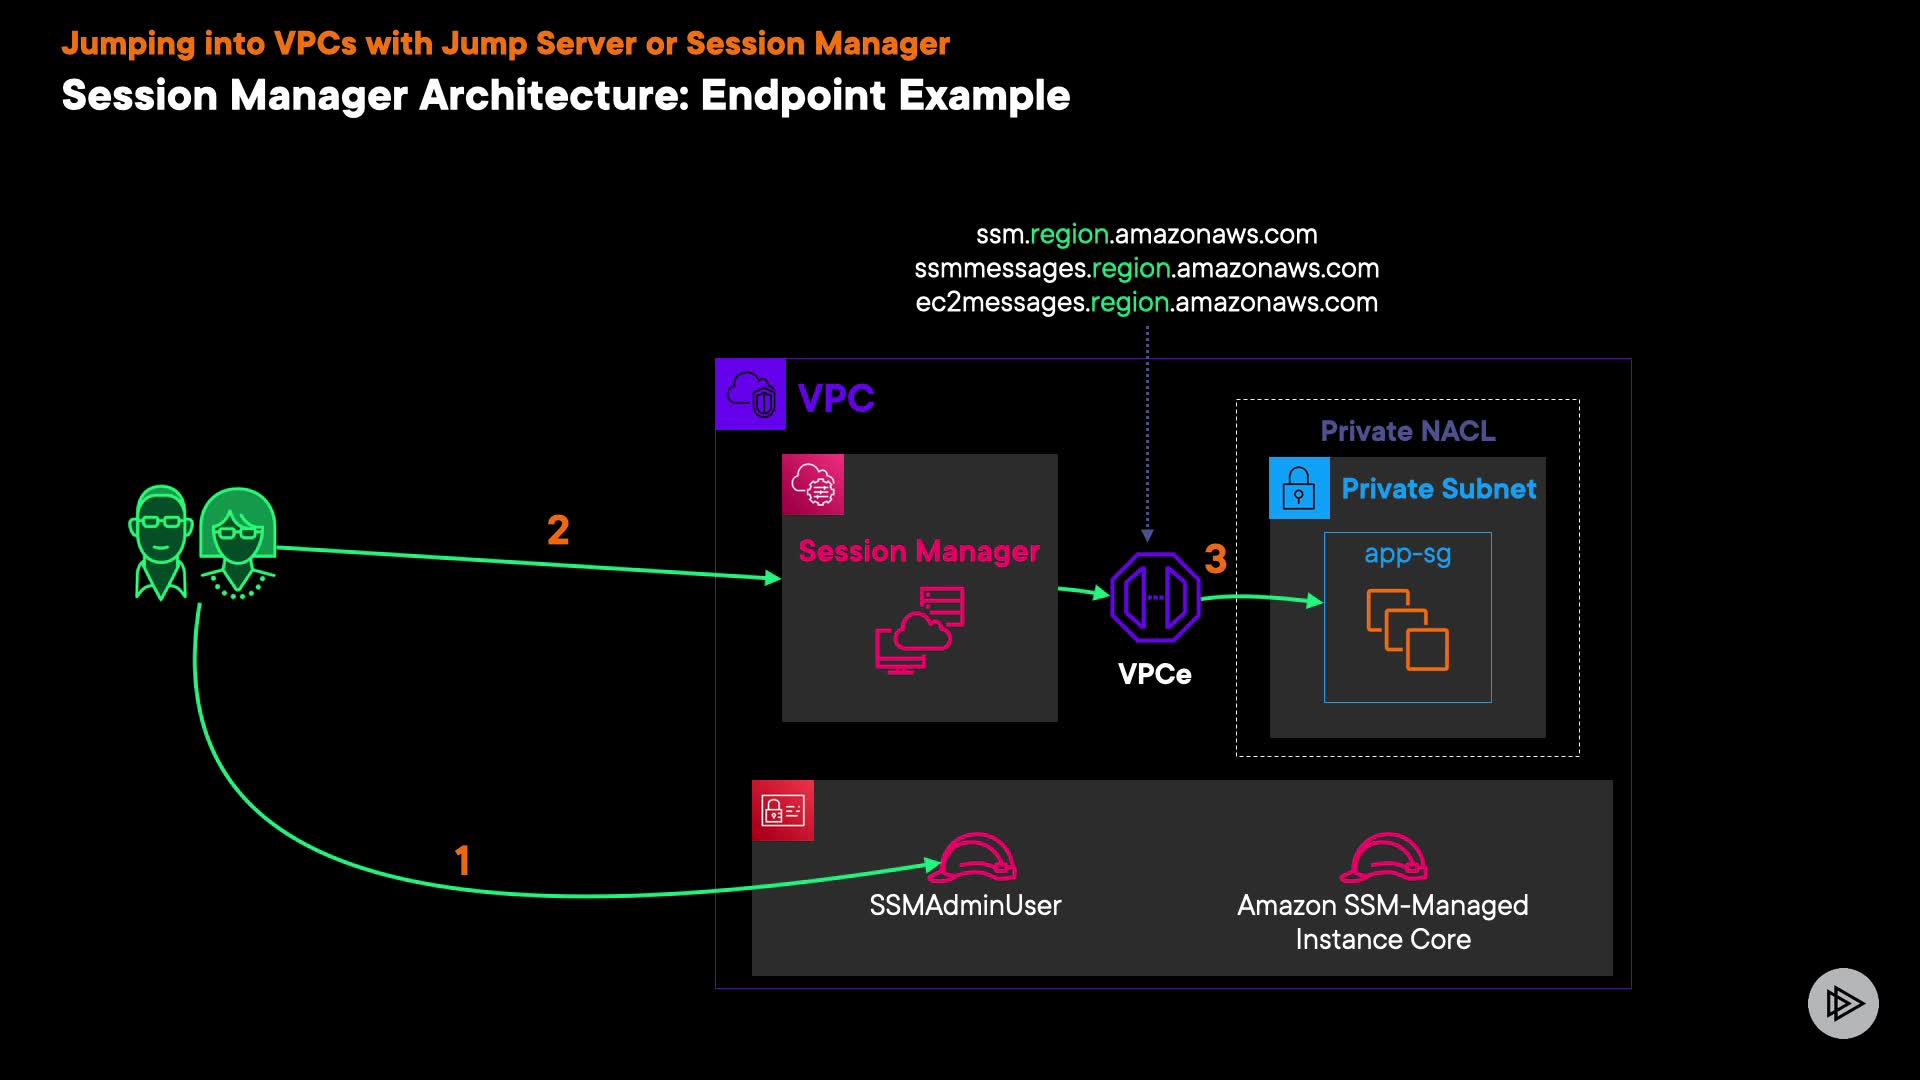 Jumping into VPCs with Jump Server or Session Manager
Session Manager Architecture: Endpoint Example
ssm.region.amazonaws.com
ssmmessages.region.amazonaws.com
ec2messages.region.amazonaws.com
VPC
Private NACL
Private Subnet
app-sg
2
Session Manager
3
VPCe
1
SSMAdminUser
Amazon SSM-Managed
Instance Core